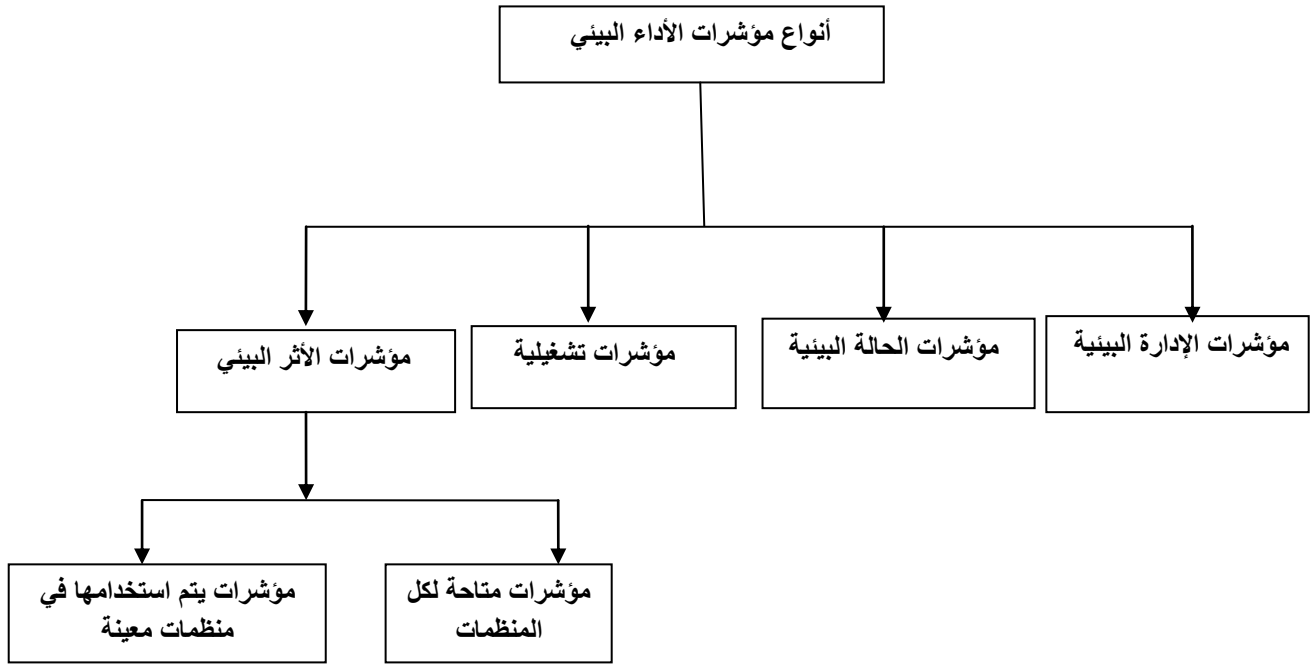 أنواع مؤشرات الأداء البيئي
مؤشرات الإدارة البيئية
مؤشرات الحالة البيئية
مؤشرات تشغيلية
مؤشرات الأثر البيئي
مؤشرات متاحة لكل
المنظمات
مؤشرات يتم استخدامها في
منظمات معينة